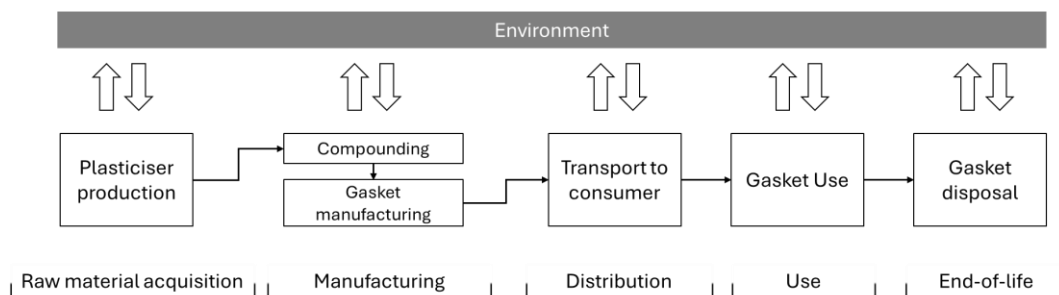 Environment
Plasticiser
production
Compounding
Gasket
manufacturing
Transport to
consumer
Gasket Use
Gasket
disposal
Raw material acquisition
Manufacturing
Distribution
Use
End-of-life